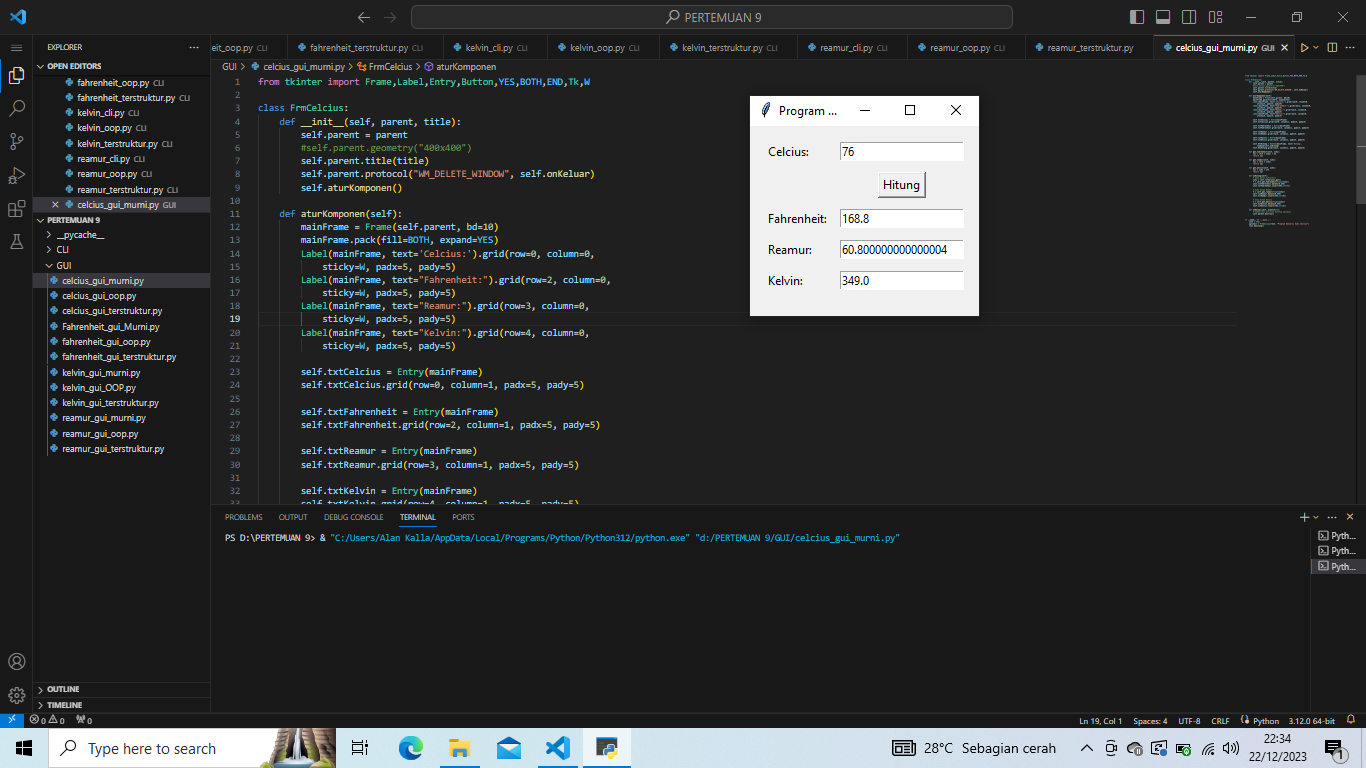 PERTEMUAN 9
EXPLORER
OPEN EDITORS
fahrenheit_oop.py CLI
fahrenheit_terstruktur.py CLI
kelvin_cli.py CLI
kelvin_oop.py CLI
kelvin_terstruktur.py CLI
reamur_cli.py CLI
reamur_oop.py CLI
reamur_terstruktur.py CLI
celcius_gui_murni.py GUI
PERTEMUAN 9
__pycache__
CLI
GUI
celcius_gui_murni.py
celcius_gui_oop.py
celcius_gui_terstruktur.py
Fahrenheit_gui_Murni.py
fahrenheit_gui_oop.py
fahrenheit_gui_terstruktur.py
kelvin_gui_murni.py
kelvin_gui_OOP.py
kelvin_gui_terstruktur.py
reamur_gui_murni.py
reamur_gui_oop.py
reamur_gui_terstruktur.py
OUTLINE
TIMELINE
eit_oop.py CLI fahrenheit_terstruktur.py CLI kelvin_cli.py CLI kelvin_oop.py CLI kelvin_terstruktur.py CLI reamur_cli.py CLI reamur_oop.py CLI reamur_terstruktur.py celcius_gui_murni.py GUI
GUI > celcius_gui_murni.py > FrmCelcius > aturKomponen
1 from tkinter import Frame,Label,Entry,Button,YES,BOTH,END,Tk,W
2
3 class FrmCelcius:
4 def __init__(self, parent, title):
5 self.parent = parent
6 #self.parent.geometry("400x400")
7 self.parent.title(title)
8 self.parent.protocol("WM_DELETE_WINDOW", self.onKeluar)
9 self.aturKomponen()
10
11 def aturKomponen(self):
12 mainFrame = Frame(self.parent, bd=10)
13 mainFrame.pack(fill=BOTH, expand=YES)
14 Label(mainFrame, text='Celcius:').grid(row=0, column=0,
15 sticky=W, padx=5, pady=5)
16 Label(mainFrame, text="Fahrenheit:").grid(row=2, column=0,
17 sticky=W, padx=5, pady=5)
18 Label(mainFrame, text="Reamur:").grid(row=3, column=0,
19 sticky=W, padx=5, pady=5)
20 Label(mainFrame, text="Kelvin:").grid(row=4, column=0,
21 sticky=W, padx=5, pady=5)
22
23 self.txtCelcius = Entry(mainFrame)
24 self.txtCelcius.grid(row=0, column=1, padx=5, pady=5)
25
26 self.txtFahrenheit = Entry(mainFrame)
27 self.txtFahrenheit.grid(row=2, column=1, padx=5, pady=5)
28
29 self.txtReamur = Entry(mainFrame)
30 self.txtReamur.grid(row=3, column=1, padx=5, pady=5)
31
32 self.txtKelvin = Entry(mainFrame)
33 self.txtKelvin.grid(row=4, column=1, padx=5, pady=5)
Program ...
Celcius: 76
Hitung
Fahrenheit: 168.8
Reamur: 60.800000000000004
Kelvin: 349.0
PROBLEMS OUTPUT DEBUG CONSOLE TERMINAL PORTS
PS D:\PERTEMUAN 9> & "C:/Users/Alan Kalla/AppData/Local/Programs/Python/Python312/python.exe" "d:/PERTEMUAN 9/GUI/celcius_gui_murni.py"
Pyth...
Pyth...
Pyth...
0 0 0 Ln 19, Col 1 Spaces: 4 UTF-8 CRLF Python 3.12.0 64-bit
Type here to search 28°C Sebagian cerah 22:34
22/12/2023
1